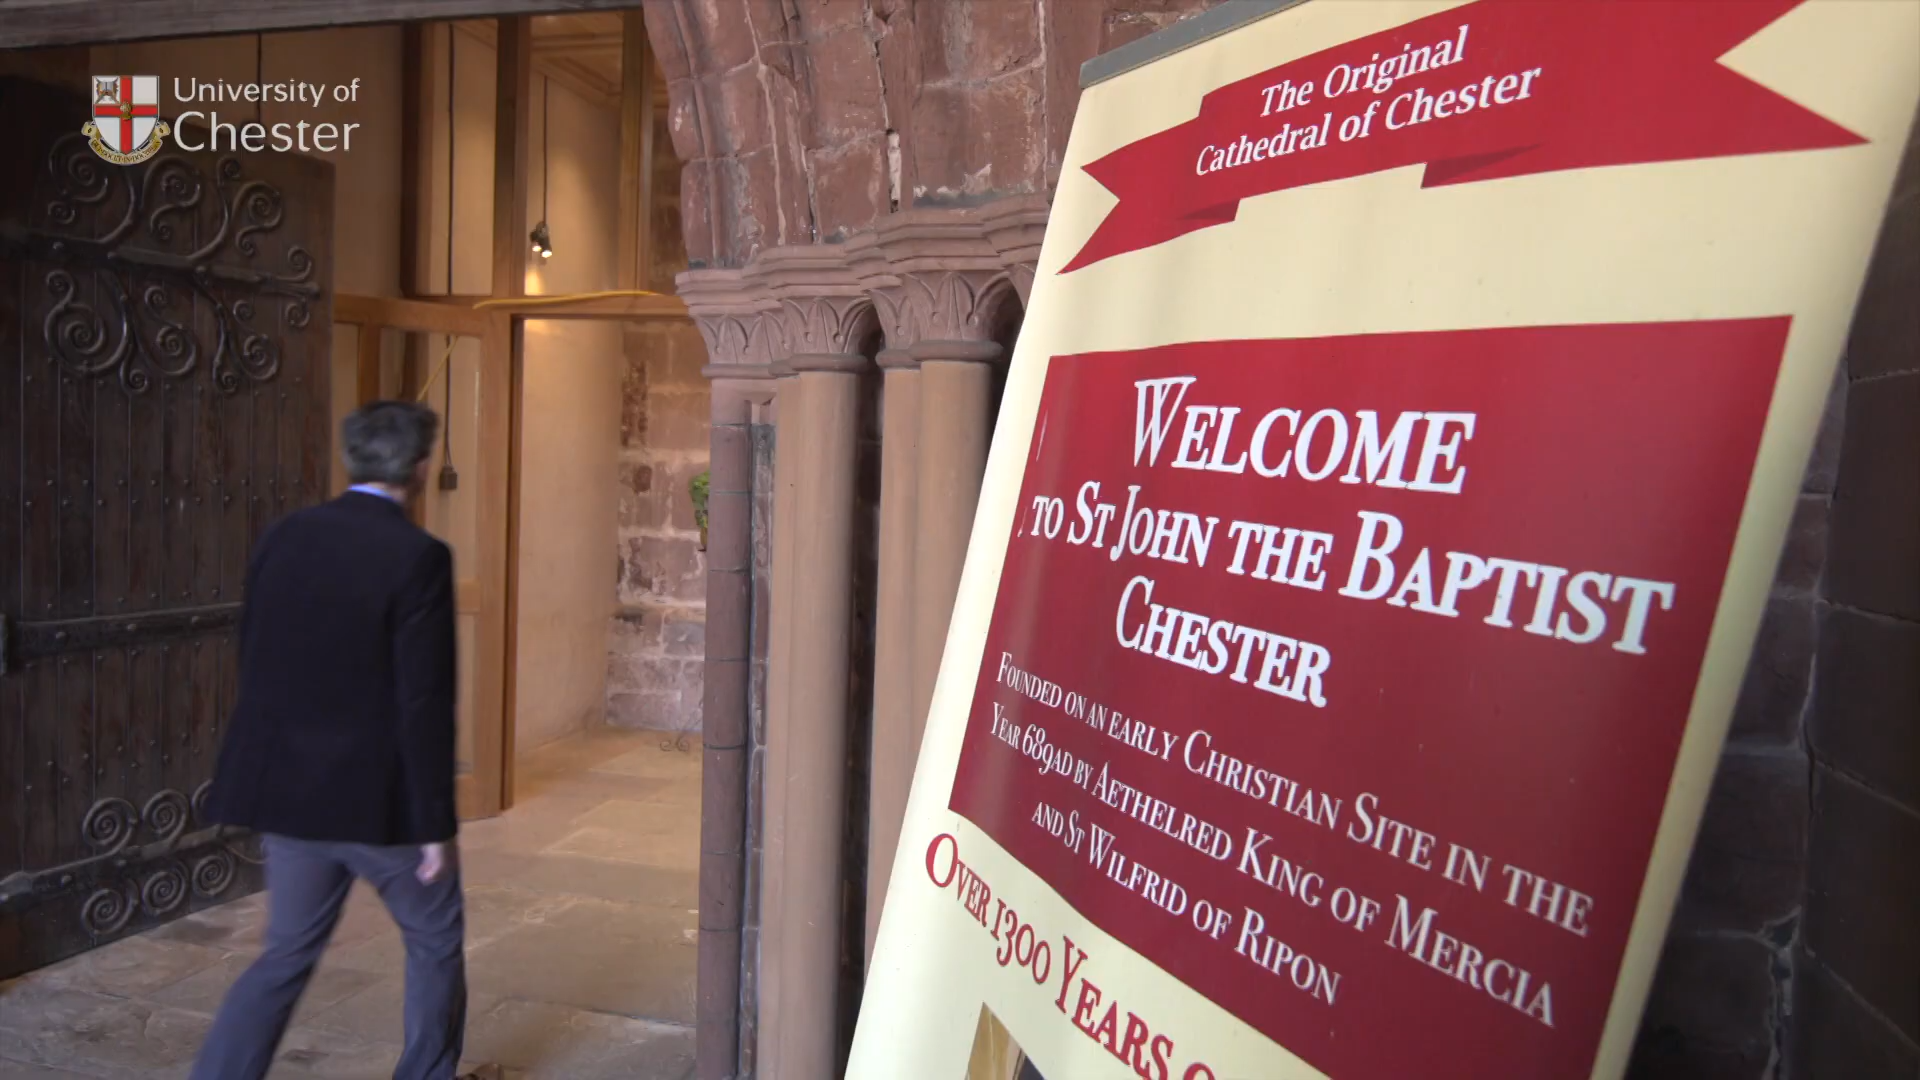 University of
Chester
The Original
Cathedral of Chester
WELCOME
TO ST JOHN THE BAPTIST
CHESTER
FOUNDED ON AN EARLY CHRISTIAN SITE IN THE
YEAR 689AD BY AETHELRED KING OF MERCIA
AND ST WILFRID OF RIPON
OVER 1300 YEARS